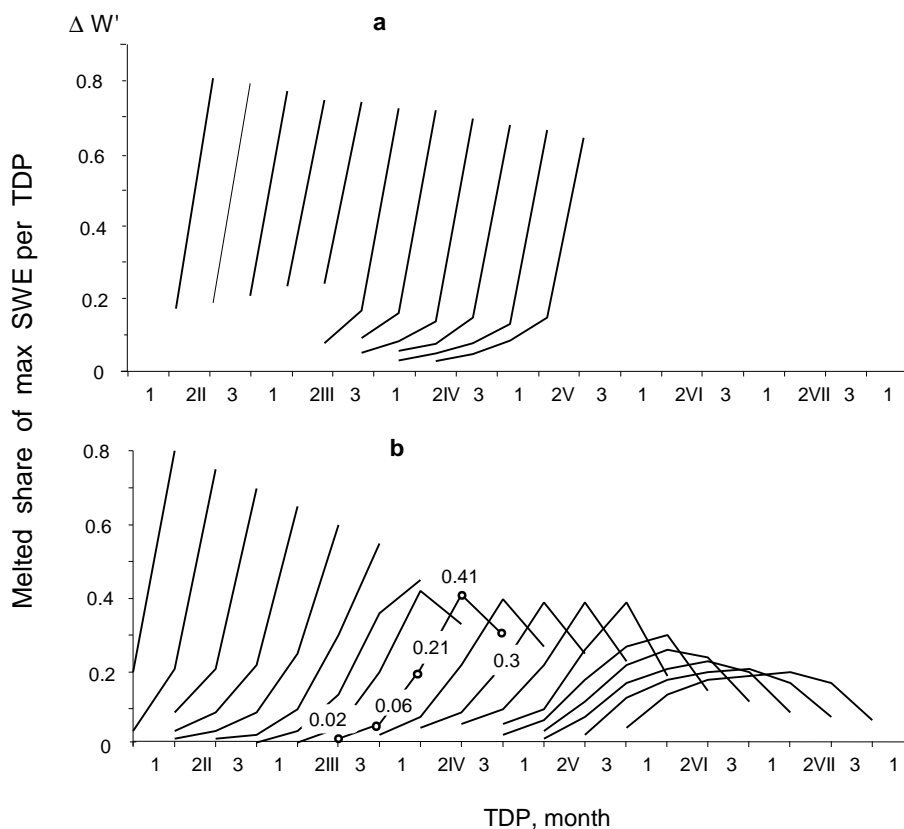 Δ W'
a
0.8
0.6
0.4
0.2
0
1 2II 3 1 2III 3 1 2IV 3 1 2V 3 1 2VI 3 1 2VII 3 1
Melted share of max SWE per TDP
b
0.8
0.6
0.4
0.2
0
0.41
0.21
0.3
0.06
0.02
1 2II 3 1 2III 3 1 2IV 3 1 2V 3 1 2VI 3 1 2VII 3 1
TDP, month